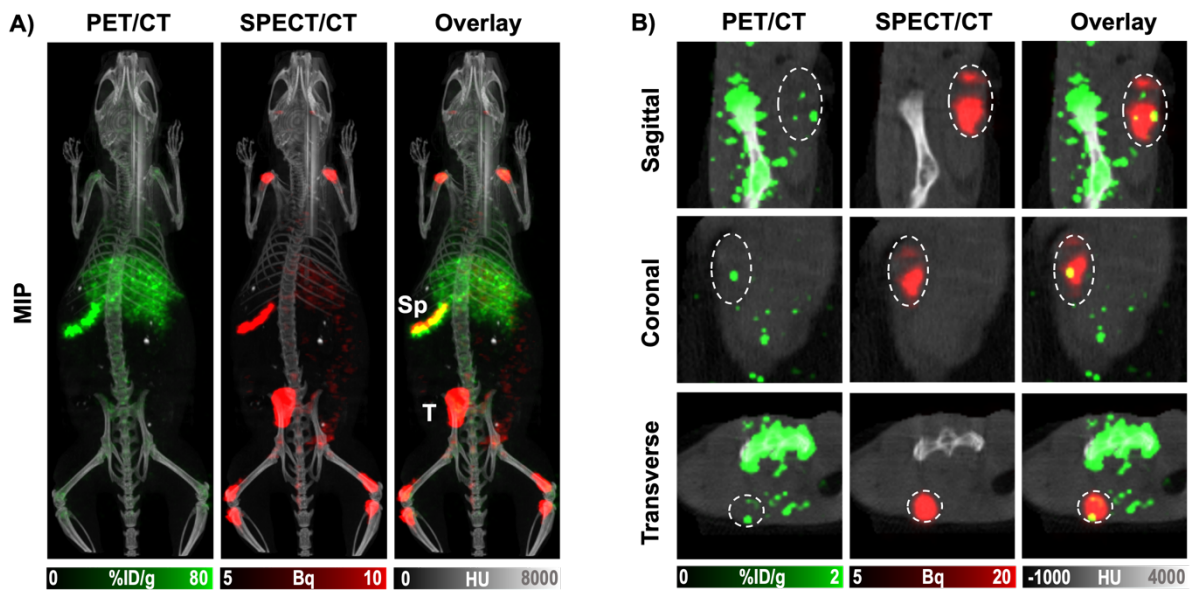 A) PET/CT SPECT/CT Overlay
MIP
Sp
T
0 %ID/g 80 5 Bq 10 0 HU 8000
B) PET/CT SPECT/CT Overlay
Sagittal
Coronal
Transverse
0 %ID/g 2 5 Bq 20 -1000 HU 4000